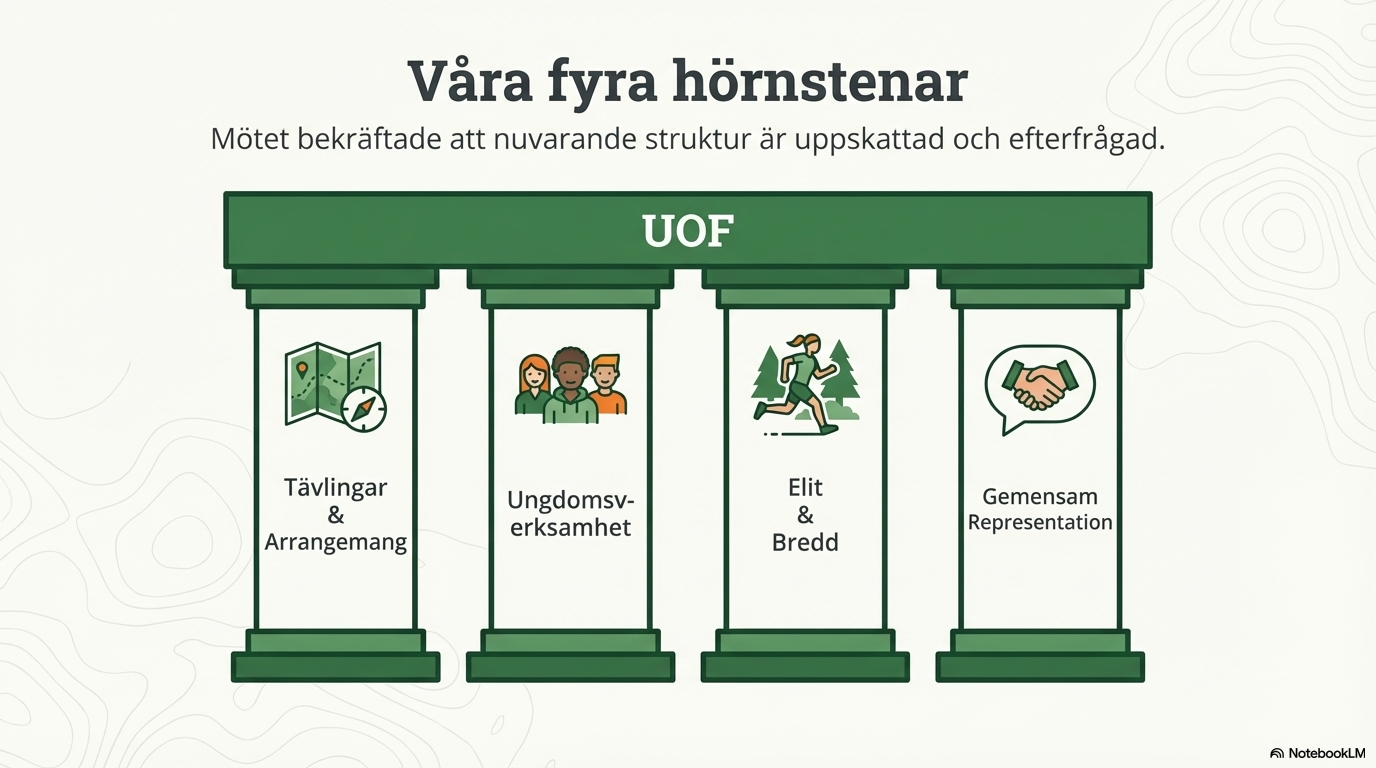 Våra fyra hörnstenar
Mötet bekräftade att nuvarande struktur är uppskattad och efterfrågad.
UOF
Tävlingar
&
Arrangemang
Ungdomsv-
erksamhet
Elit
&
Bredd
Gemensam
Representation
NotebookLM